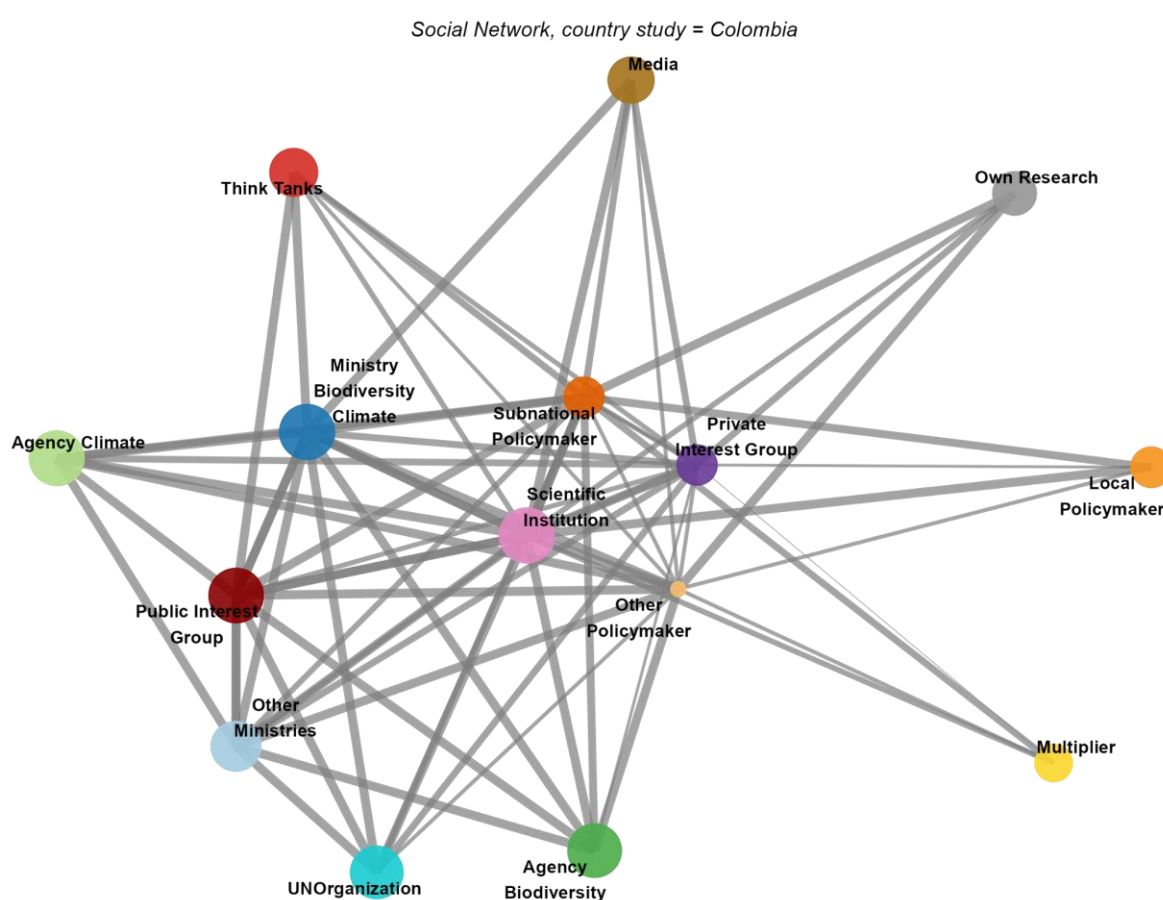 Social Network, country study = Colombia
Media
Own Research
Think Tanks
Ministry
Biodiversity
Climate
Subnational
Policymaker
Private
Interest Group
Agency Climate
Local
Policymaker
Scientific
Institution
Public Interest
Group
Other
Policymaker
Other
Ministries
Multiplier
UNOrganization
Agency
Biodiversity